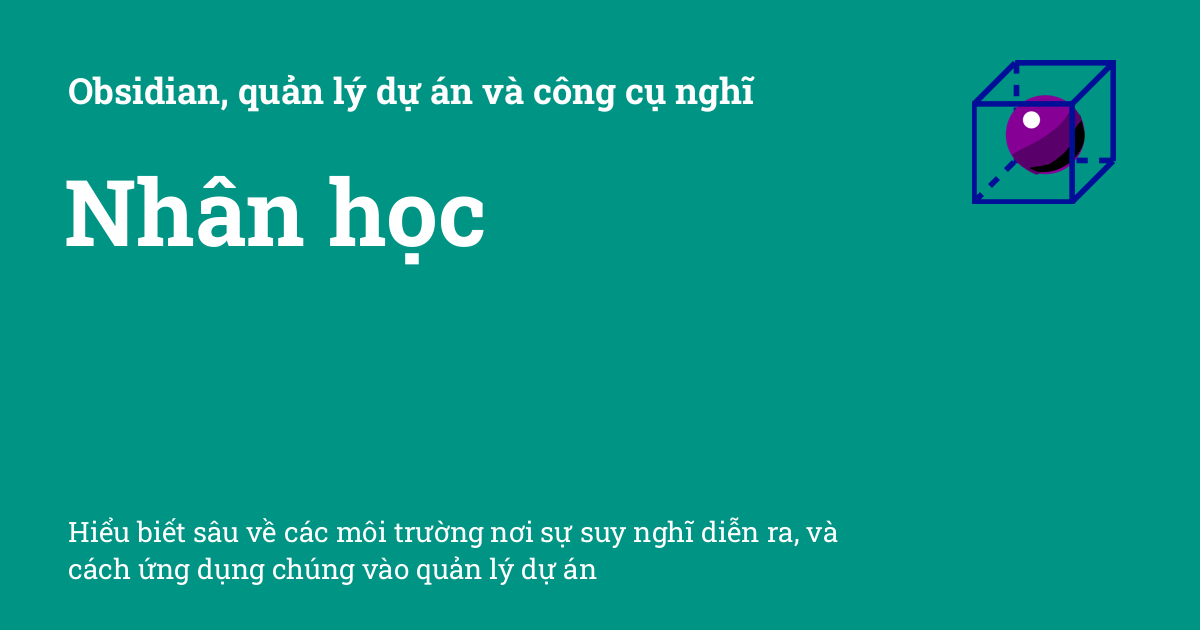 Obsidian, quản lý dự án và công cụ nghĩ
Nhân học
Hiểu biết sâu về các môi trường nơi sự suy nghĩ diễn ra, và
cách ứng dụng chúng vào quản lý dự án